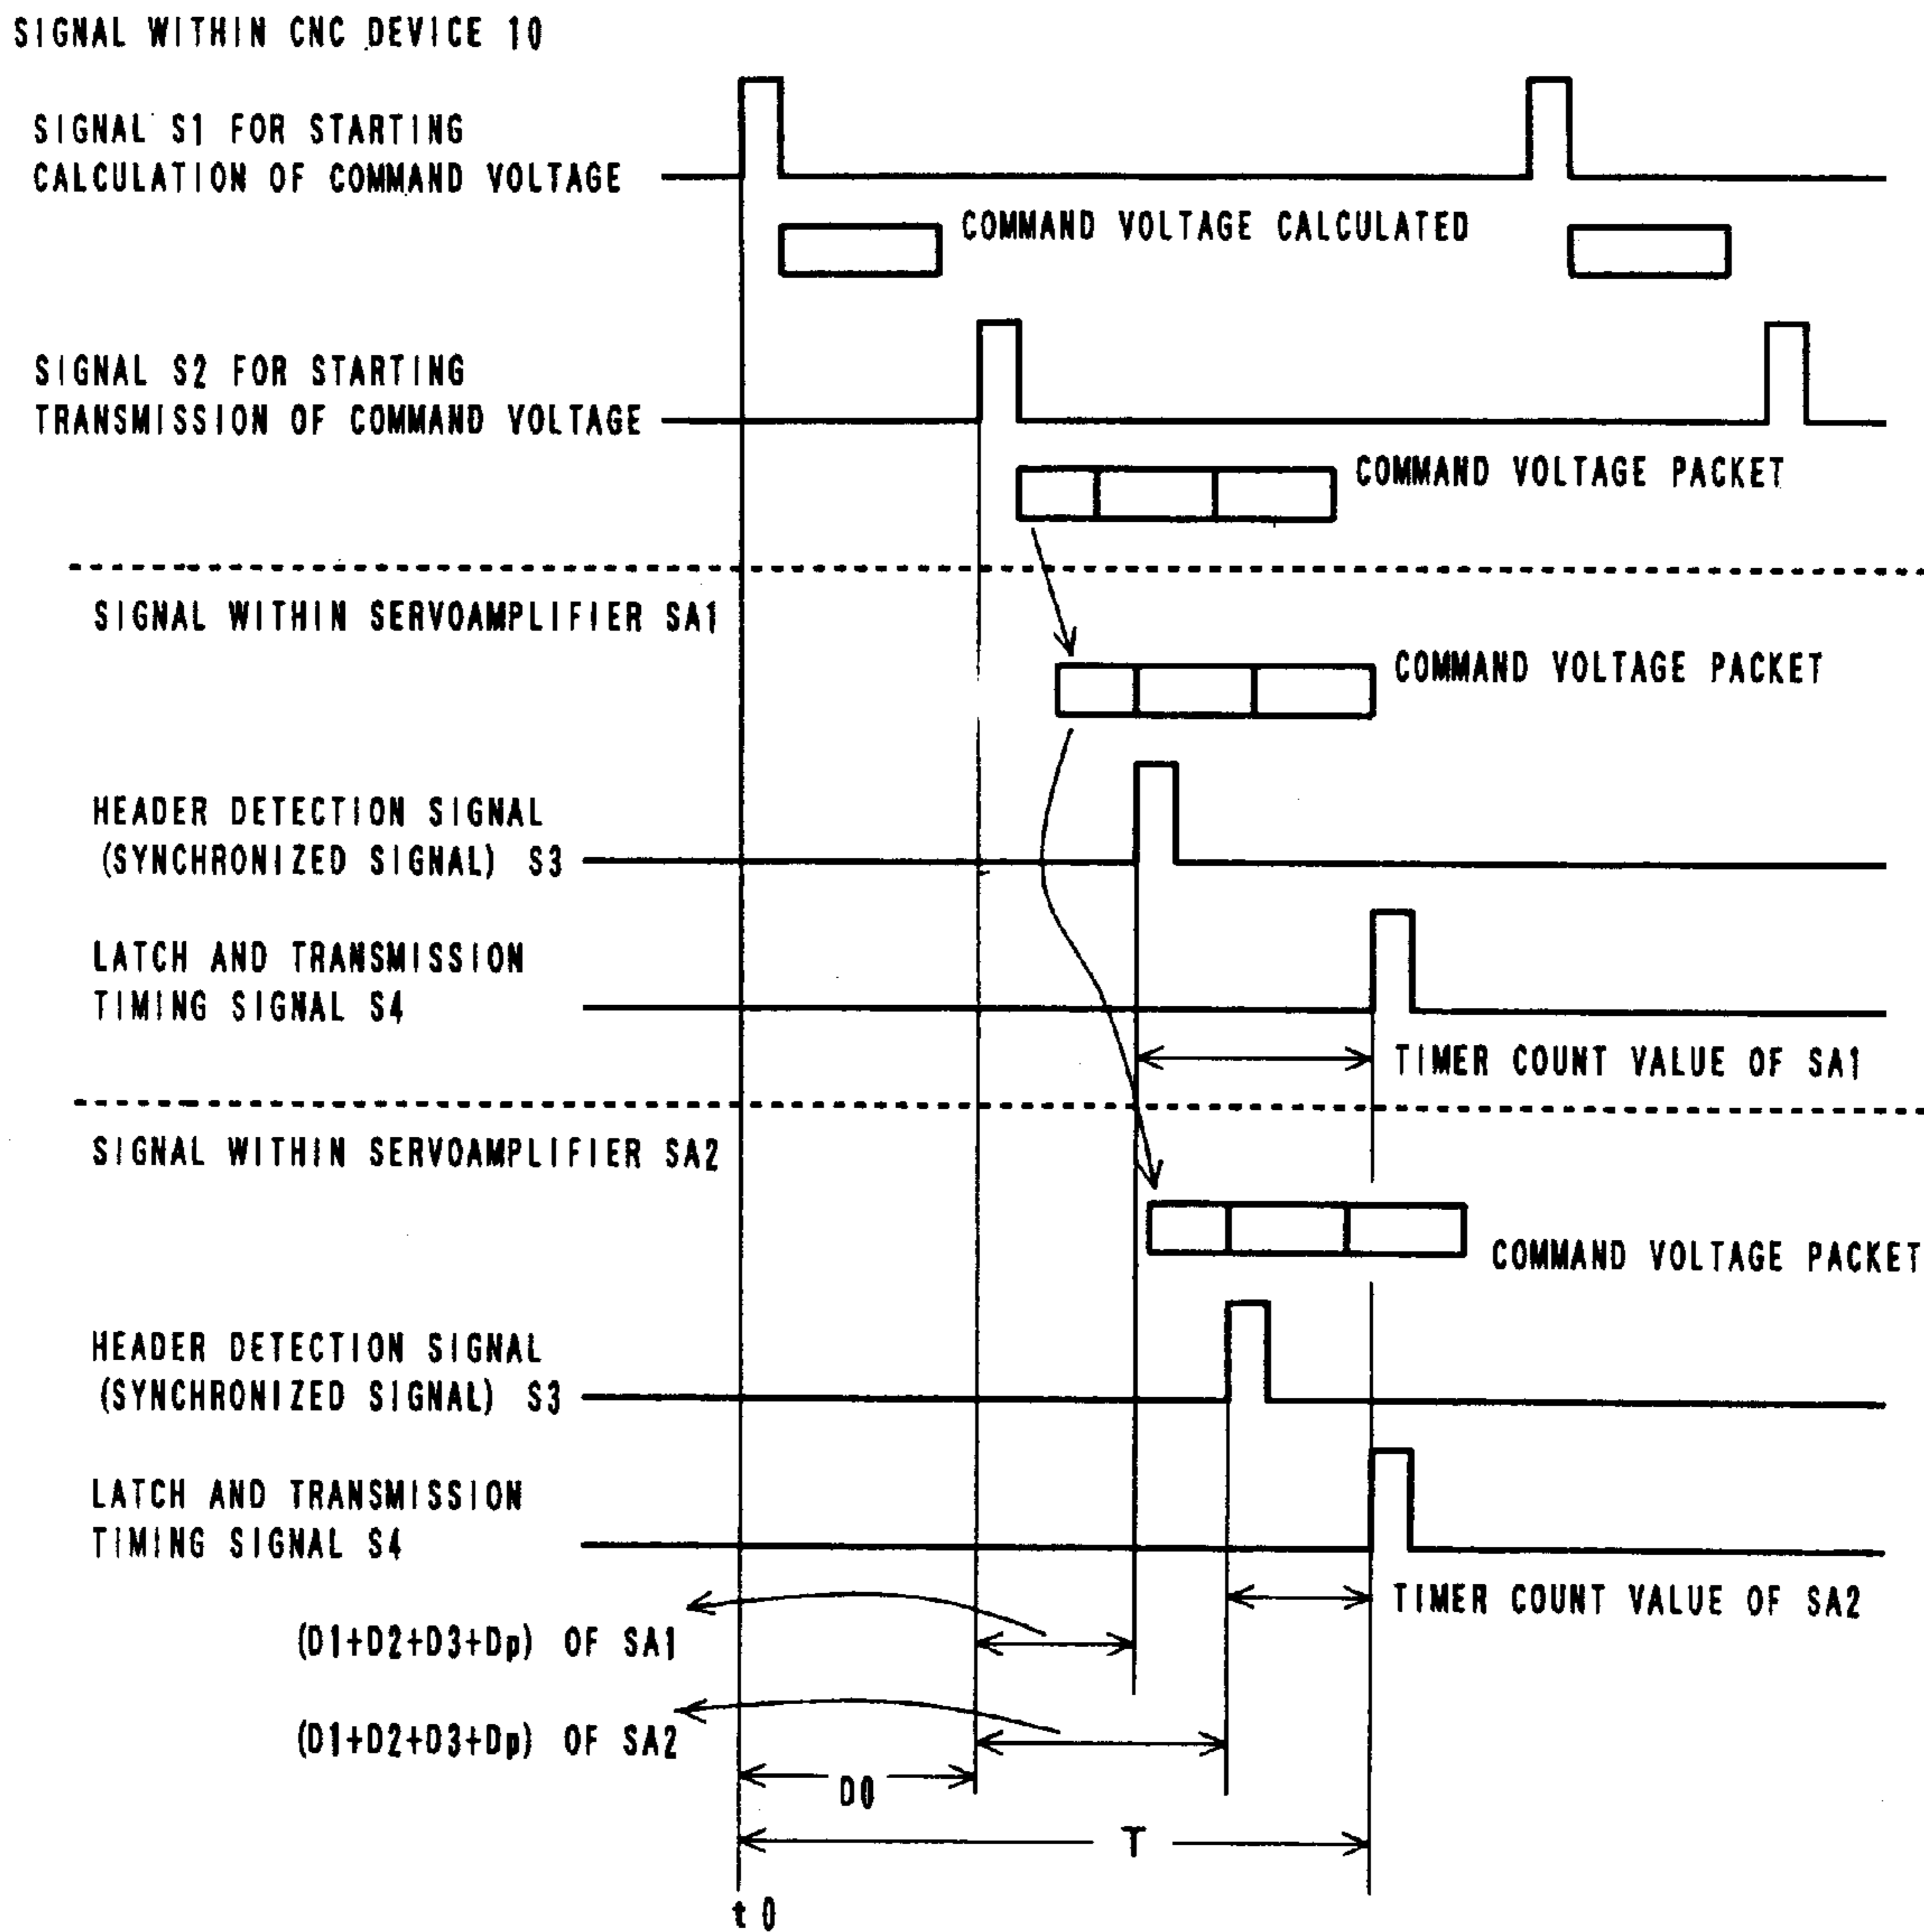 SIGNAL WITHIN CNC DEVICE 10
SIGNAL S1 FOR STARTING
CALCULATION OF COMMAND VOLTAGE
COMMAND VOLTAGE CALCULATED
SIGNAL S2 FOR STARTING
TRANSMISSION OF COMMAND VOLTAGE
COMMAND VOLTAGE PACKET
SIGNAL WITHIN SERVOAMPLIFIER SA1
COMMAND VOLTAGE PACKET
HEADER DETECTION SIGNAL
(SYNCHRONIZED SIGNAL) S3
LATCH AND TRANSMISSION
TIMING SIGNAL S4
TIMER COUNT VALUE OF SA1
SIGNAL WITHIN SERVOAMPLIFIER SA2
COMMAND VOLTAGE PACKET
HEADER DETECTION SIGNAL
(SYNCHRONIZED SIGNAL) S3
LATCH AND TRANSMISSION
TIMING SIGNAL S4
TIMER COUNT VALUE OF SA2
(D1+D2+D3+Dp) OF SA1
(D1+D2+D3+Dp) OF SA2
D0
T
t0